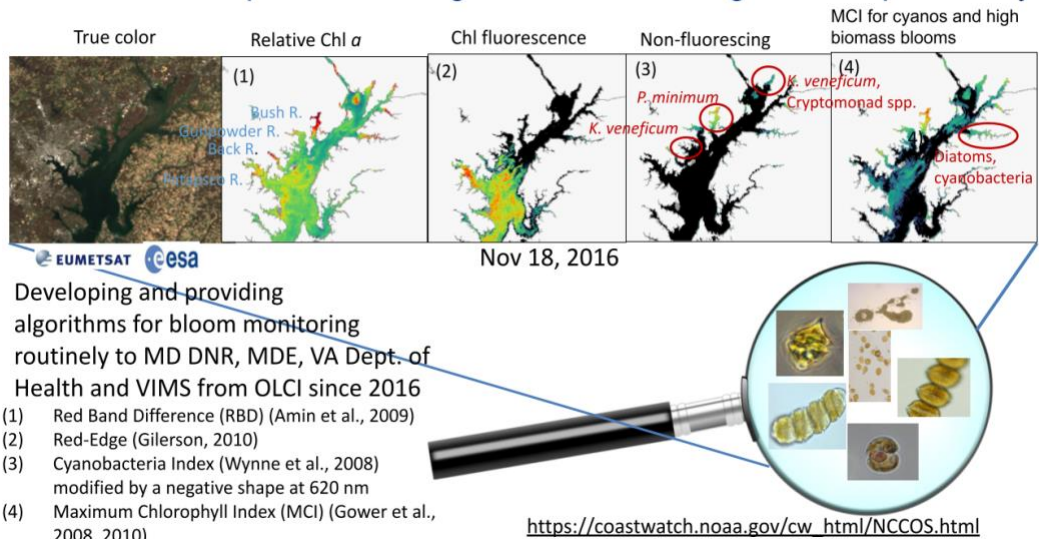 True color
Relative Chl a
Chl fluorescence
Non-fluorescing
MCI for cyanos and high
biomass blooms
(1)
Bush R.
Gunpowder R.
Back R.
Patapsco R.
(2)
(3)
K. veneficum,
Cryptomonad spp.
P. minimum
K. veneficum
(4)
Diatoms,
cyanobacteria
EUMETSAT
esa
Nov 18, 2016
Developing and providing
algorithms for bloom monitoring
routinely to MD DNR, MDE, VA Dept. of
Health and VIMS from OLCI since 2016
(1) Red Band Difference (RBD) (Amin et al., 2009)
(2) Red-Edge (Gilerson, 2010)
(3) Cyanobacteria Index (Wynne et al., 2008)
modified by a negative shape at 620 nm
(4) Maximum Chlorophyll Index (MCI) (Gower et al.,
2008, 2010)
https://coastwatch.noaa.gov/cw_html/NCCOS.html